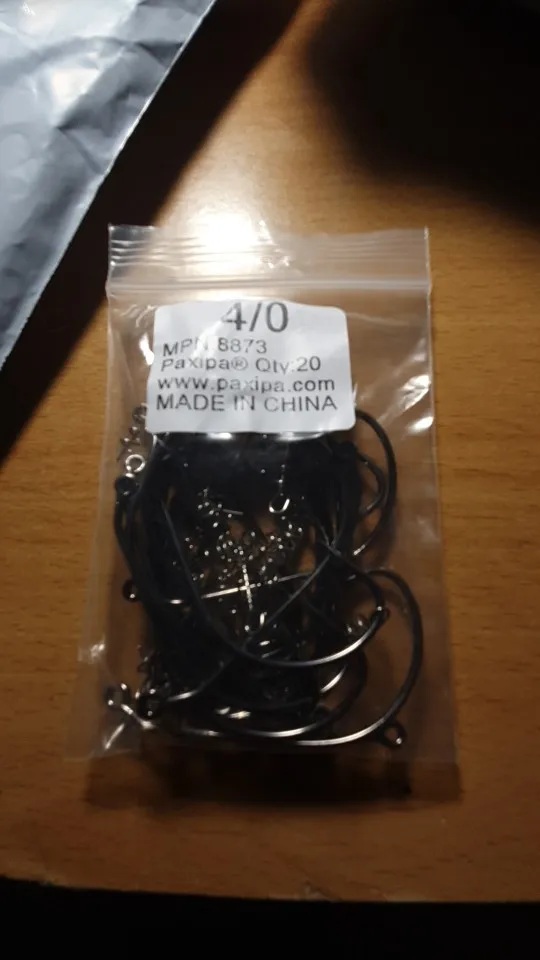 4/0
MPN 8873
Paxipa® Qty:20
www.paxipa.com
MADE IN CHINA